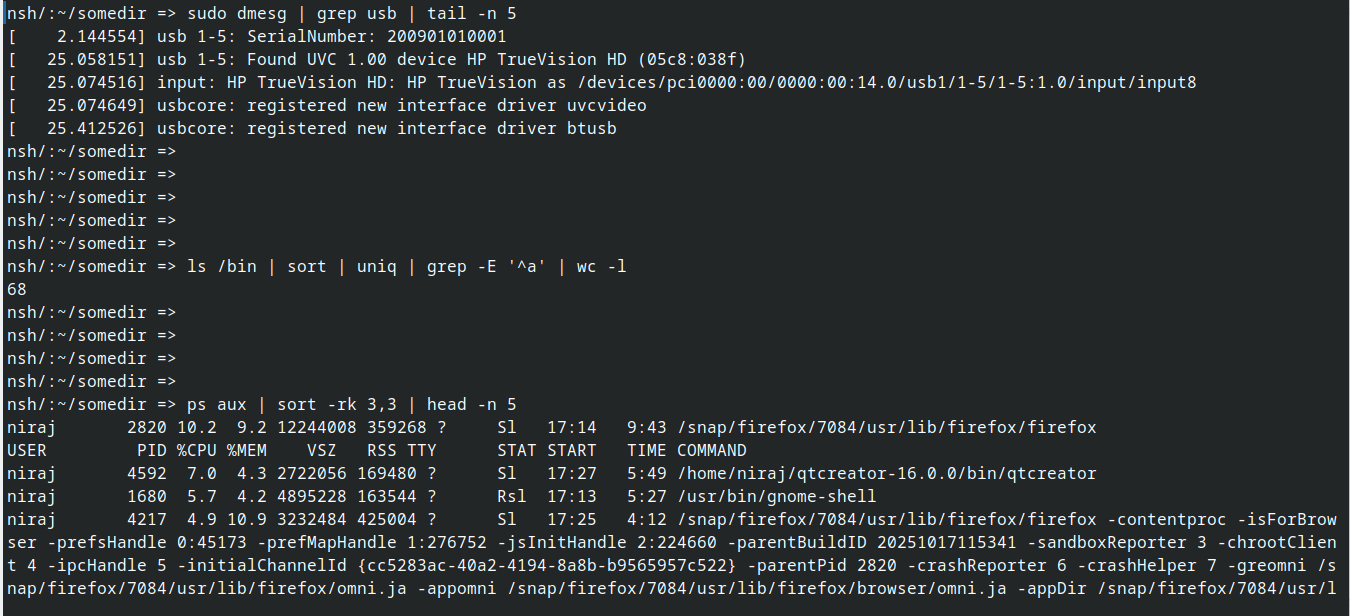 nsh/:~/somedir => sudo dmesg | grep usb | tail -n 5
[    2.144554] usb 1-5: SerialNumber: 200901010001
[   25.058151] usb 1-5: Found UVC 1.00 device HP TrueVision HD (05c8:038f)
[   25.074516] input: HP TrueVision HD: HP TrueVision as /devices/pci0000:00/0000:00:14.0/usb1/1-5/1-5:1.0/input/input8
[   25.074649] usbcore: registered new interface driver uvcvideo
[   25.412526] usbcore: registered new interface driver btusb
nsh/:~/somedir =>
nsh/:~/somedir =>
nsh/:~/somedir =>
nsh/:~/somedir =>
nsh/:~/somedir =>
nsh/:~/somedir => ls /bin | sort | uniq | grep -E '^a' | wc -l
68
nsh/:~/somedir =>
nsh/:~/somedir =>
nsh/:~/somedir =>
nsh/:~/somedir =>
nsh/:~/somedir => ps aux | sort -rk 3,3 | head -n 5
niraj       2820 10.2  9.2 12244008 359268 ?     Sl   17:14   9:43 /snap/firefox/7084/usr/lib/firefox/firefox
USER         PID %CPU %MEM    VSZ   RSS TTY      STAT START   TIME COMMAND
niraj       4592  7.0  4.3 2722056 169480 ?      Sl   17:27   5:49 /home/niraj/qtcreator-16.0.0/bin/qtcreator
niraj       1680  5.7  4.2 4895228 163544 ?      Rsl  17:13   5:27 /usr/bin/gnome-shell
niraj       4217  4.9 10.9 3232484 425004 ?      Sl   17:25   4:12 /snap/firefox/7084/usr/lib/firefox/firefox -contentproc -isForBrow
ser -prefsHandle 0:45173 -prefMapHandle 1:276752 -jsInitHandle 2:224660 -parentBuildID 20251017115341 -sandboxReporter 3 -chrootClien
t 4 -ipcHandle 5 -initialChannelId {cc5283ac-40a2-4194-8a8b-b9565957c522} -parentPid 2820 -crashReporter 6 -crashHelper 7 -greomni /s
nap/firefox/7084/usr/lib/firefox/omni.ja -appomni /snap/firefox/7084/usr/lib/firefox/browser/omni.ja -appDir /snap/firefox/7084/usr/l